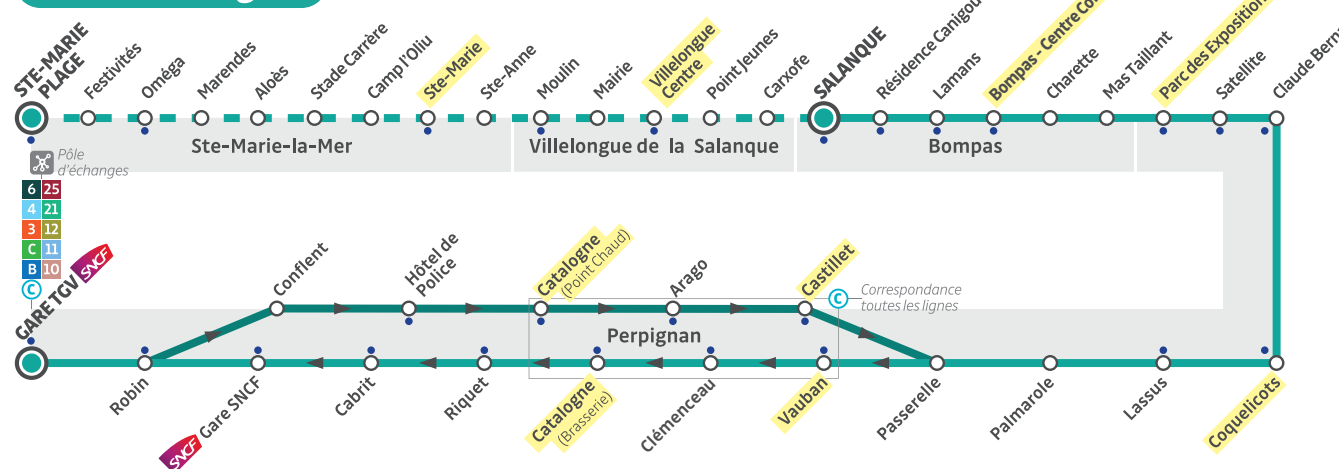 STE-MARIE
PLAGE
Festivités
Oméga
Marendes
Aloès
Stade Carrère
Camp l'Oliu
Ste-Marie
Ste-Anne
Moulin
Mairie
Villelongue
Centre
Point Jeunes
Carxofe
SALANQUE
Résidence Canigou
Lamans
Bompas - Centre
Charette
Mas Taillant
Parc des Exposition
Satellite
Claude Bern
Ste-Marie-la-Mer
Villelongue de la Salanque
Bompas
Pôle
d'échanges
6 25
4 21
3 12
C 11
B 10
C
GARE TGV SNCF
Conflent
Hôtel de
Police
Catalogne
(Point Chaud)
Arago
Castillet
C
Correspondance
toutes les lignes
Perpignan
Robin
SNCF Gare SNCF
Cabrit
Riquet
Catalogne
(Brasserie)
Clémenceau
Vauban
Passerelle
Palmarole
Lassus
Coquelicots